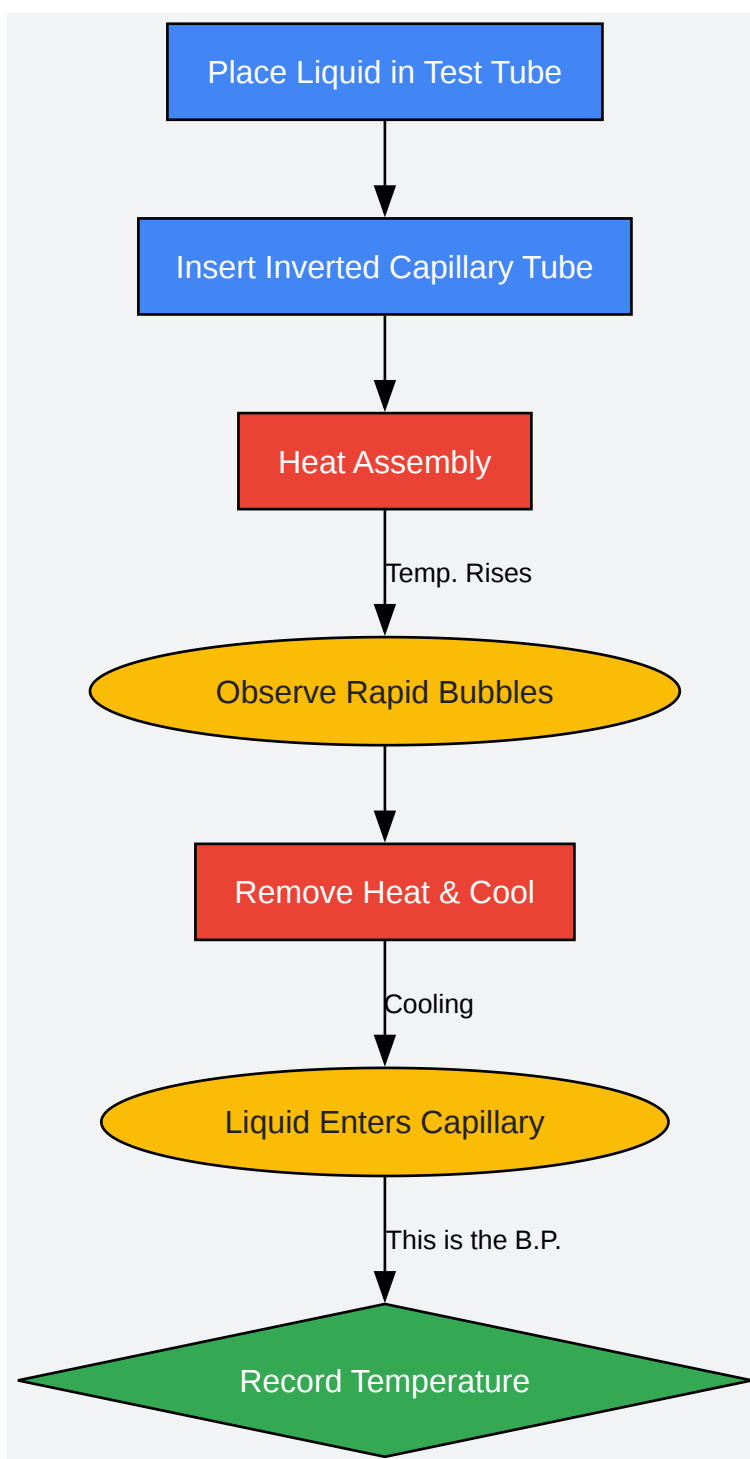 Place Liquid in Test Tube
Insert Inverted Capillary Tube
Heat Assembly
Temp. Rises
Observe Rapid Bubbles
Remove Heat & Cool
Cooling
Liquid Enters Capillary
This is the B.P.
Record Temperature